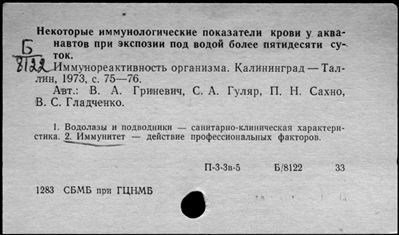 Некоторые иммунологические показатели крови у аква-
навтов при экспозии под водой более пятидесяти су-
ток.
Б
8122
Иммунореактивность организма. Калининград — Тал-
лин, 1973, с. 75—76.
Авт.: В. А. Гриневич, С. А. Гуляр, П. Н. Сахно,
В. С. Гладченко.
1. Водолазы и подводники — санитарно-клиническая характери-
стика. 2. Иммунитет — действие профессиональных факторов.
П-3-3в-5 Б/8122 33
1283 СБМБ при ГЦНМБ